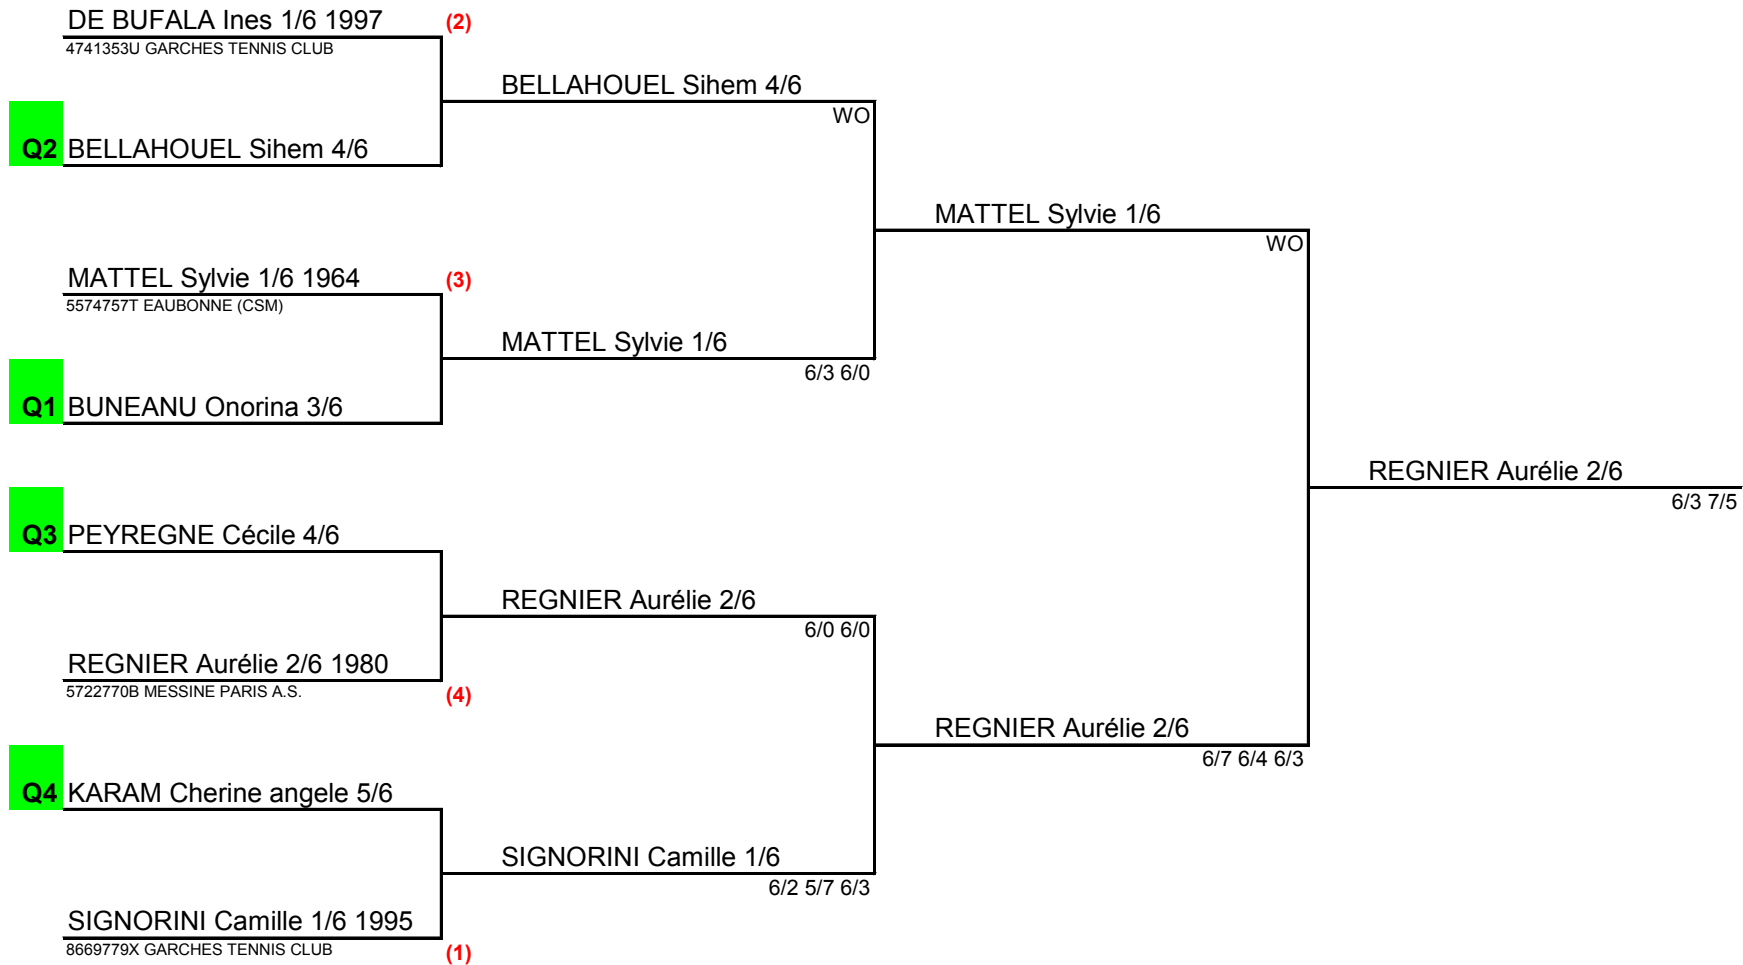 DE BUFALA Ines 1/6 1997
(2)
4741353U GARCHES TENNIS CLUB
BELLAHOUEL Sihem 4/6
WO
Q2 BELLAHOUEL Sihem 4/6
MATTEL Sylvie 1/6
WO
MATTEL Sylvie 1/6 1964
(3)
5574757T EAUBONNE (CSM)
MATTEL Sylvie 1/6
6/3 6/0
Q1 BUNEANU Onorina 3/6
REGNIER Aurélie 2/6
6/3 7/5
Q3 PEYREGNE Cécile 4/6
REGNIER Aurélie 2/6
6/0 6/0
REGNIER Aurélie 2/6 1980
5722770B MESSINE PARIS A.S.
(4)
REGNIER Aurélie 2/6
6/7 6/4 6/3
Q4 KARAM Cherine angele 5/6
SIGNORINI Camille 1/6
6/2 5/7 6/3
SIGNORINI Camille 1/6 1995
8669779X GARCHES TENNIS CLUB
(1)